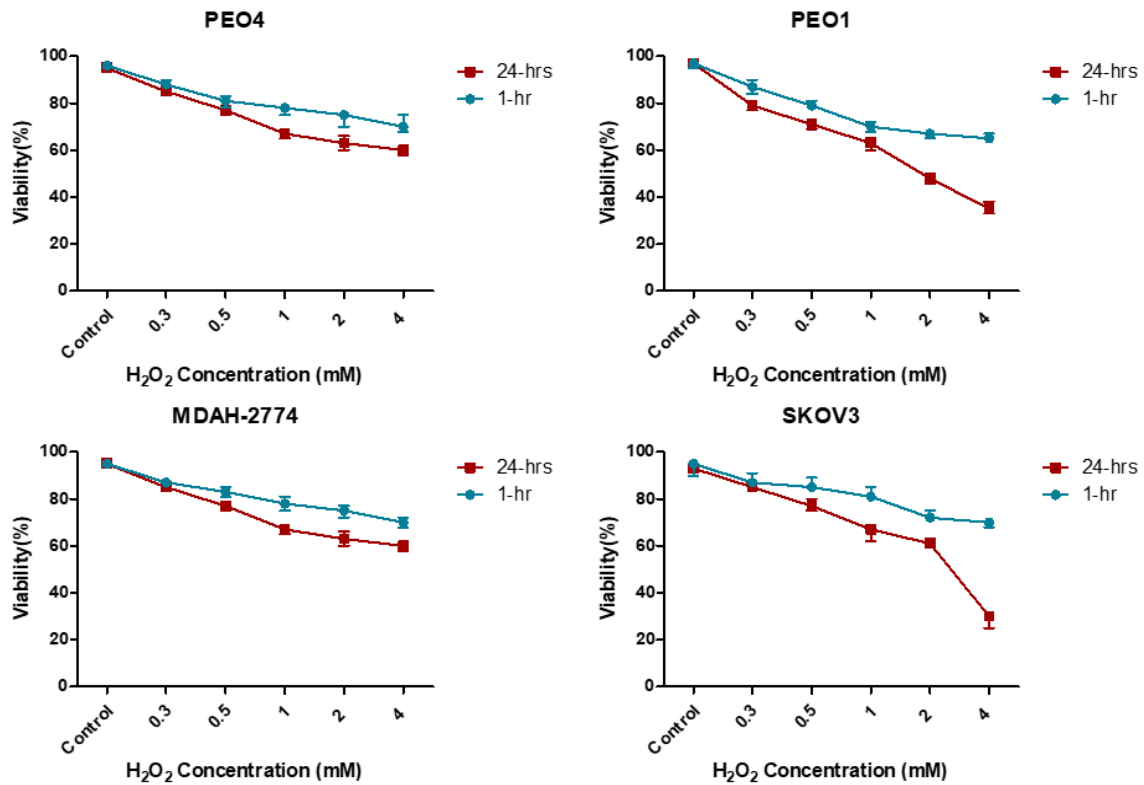 PEO4
100
80
60
40
20
0
Viability(%)
Control
0.3
0.5
1
2
4
H₂O₂ Concentration (mM)
24-hrs
1-hr
PEO1
100
80
60
40
20
0
Viability(%)
Control
0.3
0.5
1
2
4
H₂O₂ Concentration (mM)
24-hrs
1-hr
MDAH-2774
100
80
60
40
20
0
Viability(%)
Control
0.3
0.5
1
2
4
H₂O₂ Concentration (mM)
24-hrs
1-hr
SKOV3
100
80
60
40
20
0
Viability(%)
Control
0.3
0.5
1
2
4
H₂O₂ Concentration (mM)
24-hrs
1-hr